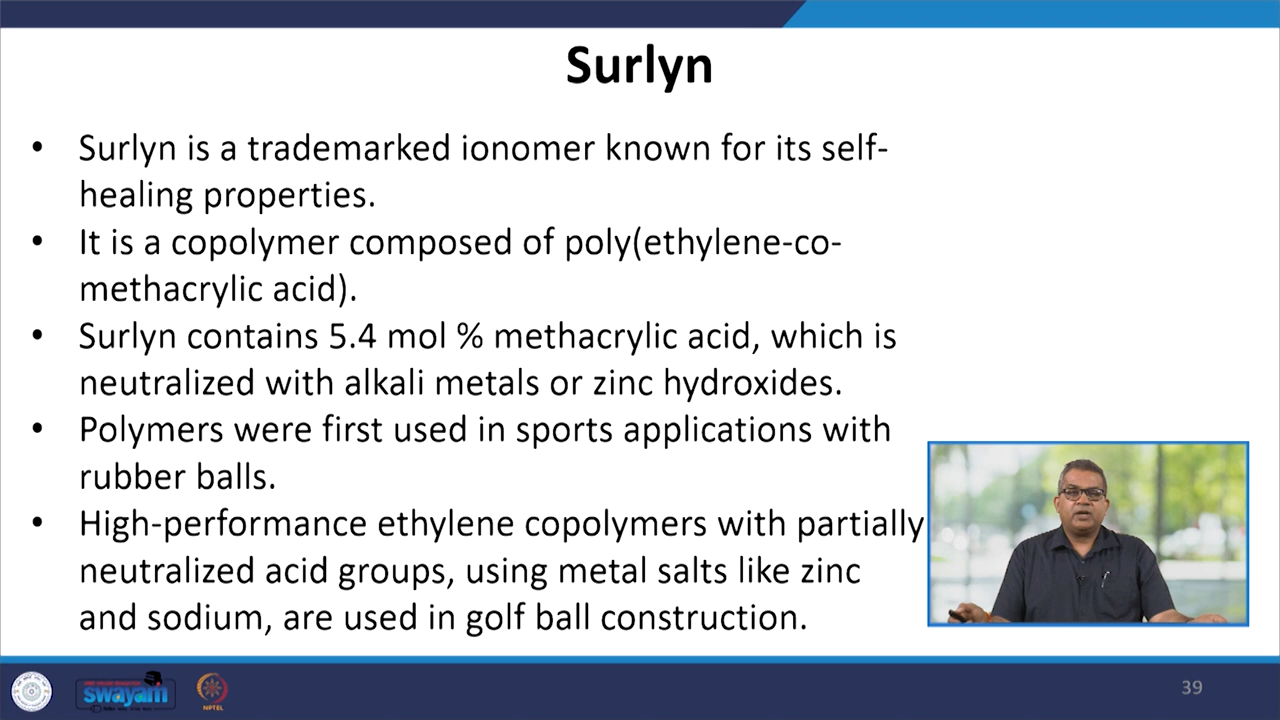 Surlyn
• Surlyn is a trademarked ionomer known for its self-
healing properties.
• It is a copolymer composed of poly(ethylene-co-
methacrylic acid).
• Surlyn contains 5.4 mol % methacrylic acid, which is
neutralized with alkali metals or zinc hydroxides.
• Polymers were first used in sports applications with
rubber balls.
• High-performance ethylene copolymers with partially
neutralized acid groups, using metal salts like zinc
and sodium, are used in golf ball construction.
swayam
NPTEL
39